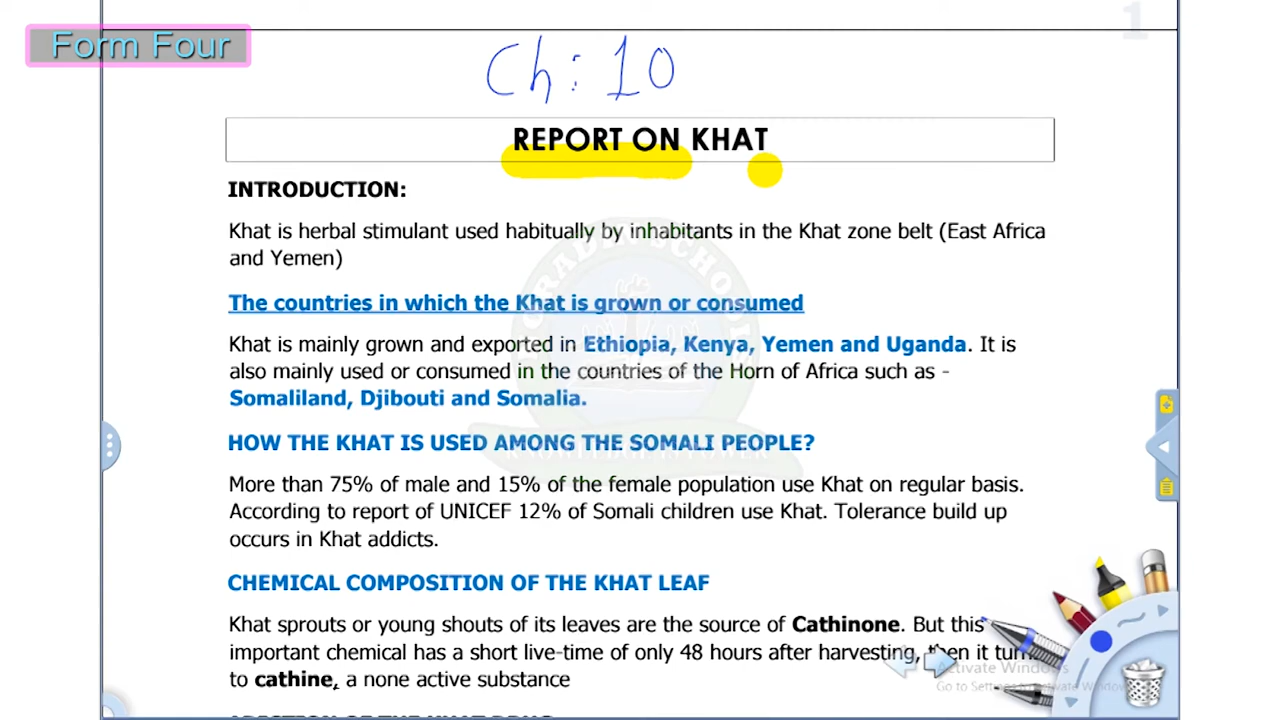 1
Form Four
Ch: 10
REPORT ON KHAT
INTRODUCTION:
Khat is herbal stimulant used habitually by inhabitants in the Khat zone belt (East Africa
and Yemen)
The countries in which the Khat is grown or consumed
Khat is mainly grown and exported in Ethiopia, Kenya, Yemen and Uganda. It is
also mainly used or consumed in the countries of the Horn of Africa such as -
Somaliland, Djibouti and Somalia.
HOW THE KHAT IS USED AMONG THE SOMALI PEOPLE?
More than 75% of male and 15% of the female population use Khat on regular basis.
According to report of UNICEF 12% of Somali children use Khat. Tolerance build up
occurs in Khat addicts.
CHEMICAL COMPOSITION OF THE KHAT LEAF
Khat sprouts or young shouts of its leaves are the source of Cathinone. But this
important chemical has a short live-time of only 48 hours after harvesting, then it turn
to cathine, a none active substance
Activate Windows